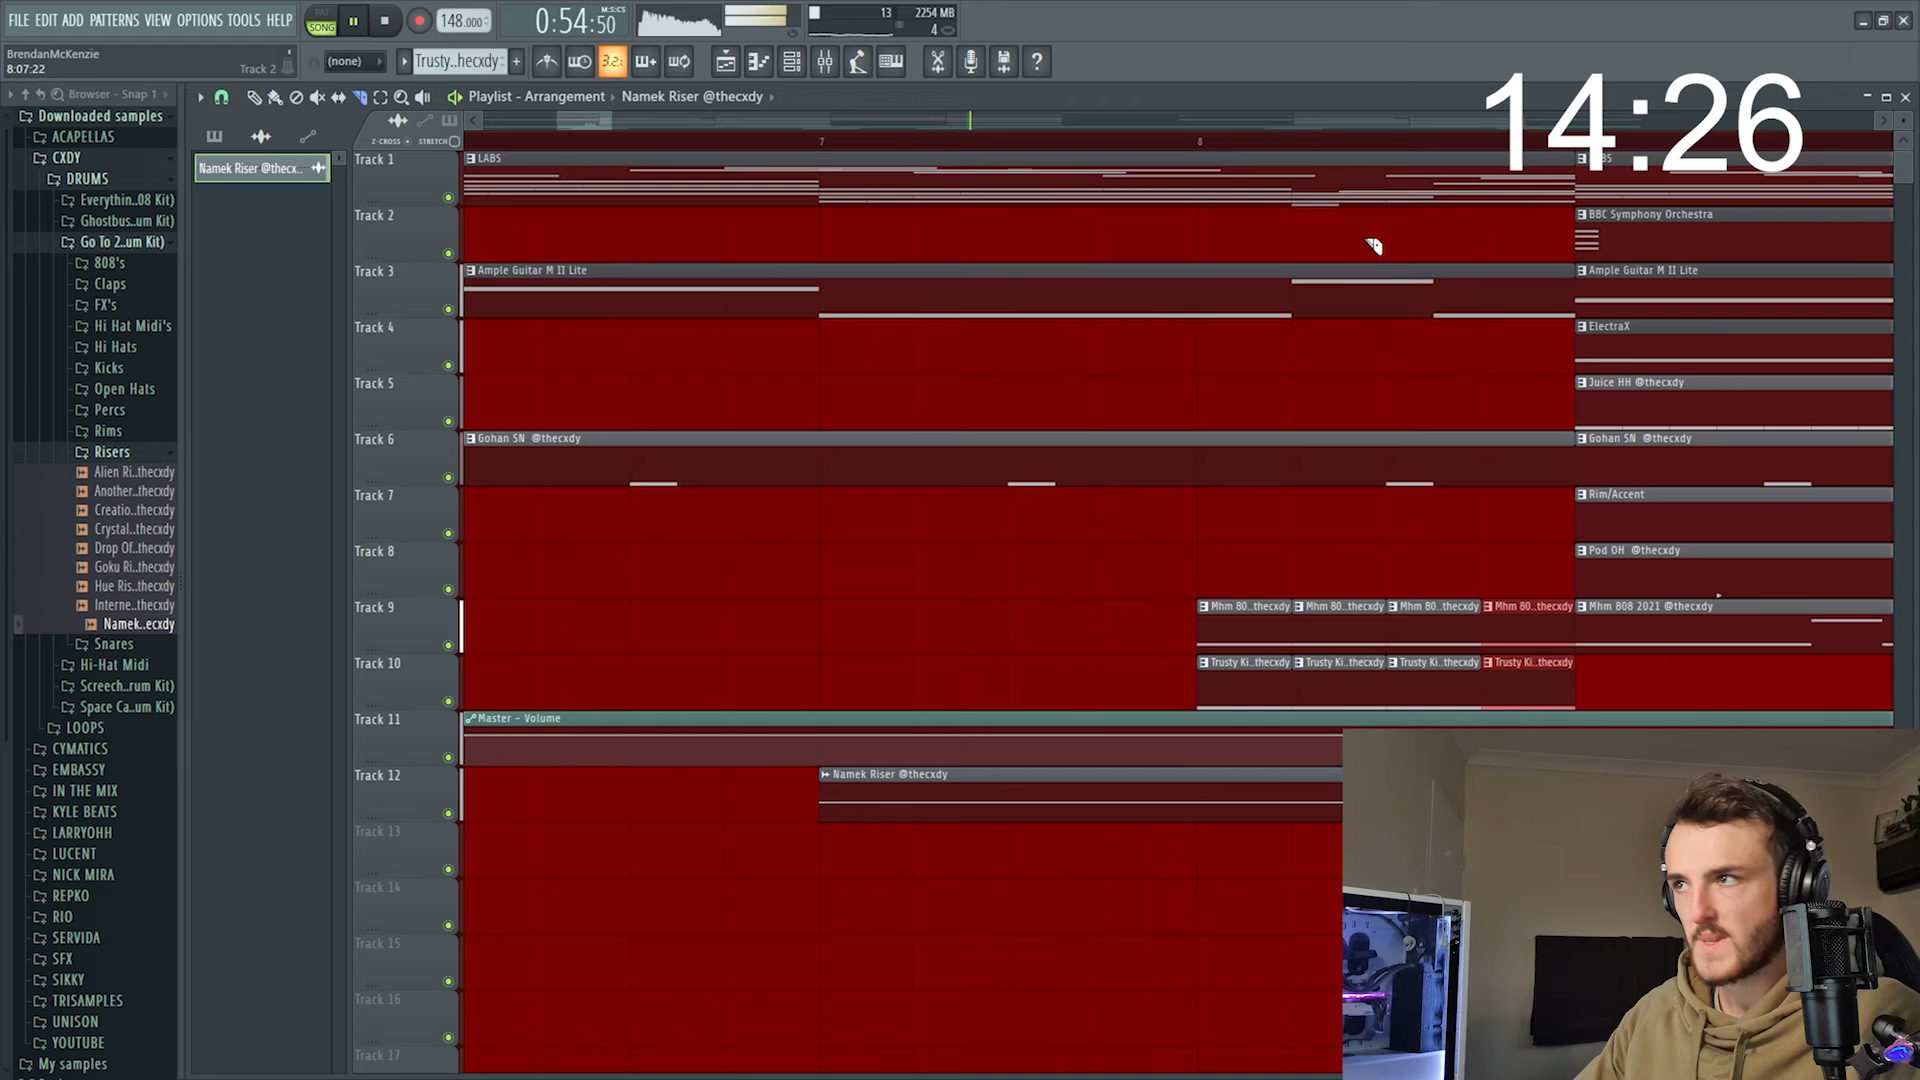 FILE EDIT ADD PATTERNS VIEW OPTIONS TOOLS HELP
PAT
SONG
148.000
0:54:50
M:S:CS
13
2254 MB
4
BrendanMcKenzie
8:07:22
Track 2
(none)
3.2
Trusty..hecxdy
+
?
14:26
Browser - Snap 1
Playlist - Arrangement
Namek Riser @thecxdy
Downloaded samples
ACAPELLAS
CXDY
DRUMS
Everythin..08 Kit)
Ghostbus..um Kit)
Go To 2..um Kit)
808's
Claps
FX's
Hi Hat Midi's
Hi Hats
Kicks
Open Hats
Percs
Rims
Risers
Alien Ri..thecxdy
Another..thecxdy
Creatio..thecxdy
Crystal..thecxdy
Drop Of..thecxdy
Goku Ri..thecxdy
Hue Ris..thecxdy
Interne..thecxdy
Namek..ecxdy
Snares
Hi-Hat Midi
Screech..rum Kit)
Space Ca..um Kit)
LOOPS
CYMATICS
EMBASSY
IN THE MIX
KYLE BEATS
LARRYOHH
LUCENT
NICK MIRA
REPKO
RIO
SERVIDA
SFX
SIKKY
TRISAMPLES
UNISON
YOUTUBE
My samples
Namek Riser @thecx..
Z-CROSS
STRETCH
7
8
Track 1
LABS
Track 2
BBC Symphony Orchestra
Track 3
Ample Guitar M II Lite
Ample Guitar M II Lite
Track 4
ElectraX
Track 5
Juice HH @thecxdy
Track 6
Gohan SN @thecxdy
Gohan SN @thecxdy
Track 7
Rim/Accent
Track 8
Pod OH @thecxdy
Track 9
Mhm 80..thecxdy
Mhm 80..thecxdy
Mhm 80..thecxdy
Mhm 80..thecxdy
Mhm 808 2021 @thecxdy
Track 10
Trusty Ki..thecxdy
Trusty Ki..thecxdy
Trusty Ki..thecxdy
Trusty Ki..thecxdy
Track 11
Master - Volume
Track 12
Namek Riser @thecxdy
Track 13
Track 14
Track 15
Track 16
Track 17